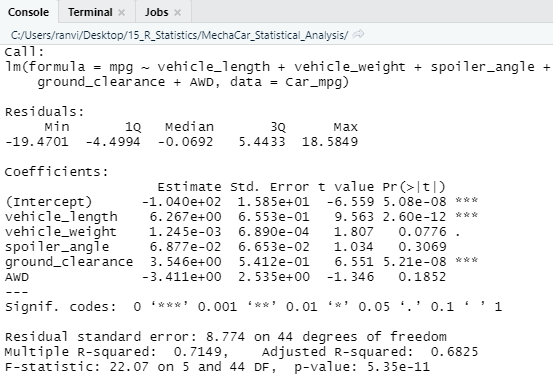 Console Terminal × Jobs ×
C:/Users/ranvi/Desktop/15_R_Statistics/MechaCar_Statistical_Analysis/
Call:
lm(formula = mpg ~ vehicle_length + vehicle_weight + spoiler_angle +
    ground_clearance + AWD, data = Car_mpg)
Residuals:
     Min       1Q   Median       3Q      Max
-19.4701  -4.4994  -0.0692   5.4433  18.5849
Coefficients:
                   Estimate Std. Error t value Pr(>|t|)
(Intercept)      -1.040e+02  1.585e+01  -6.559 5.08e-08 ***
vehicle_length    6.267e+00  6.553e-01   9.563 2.60e-12 ***
vehicle_weight    1.245e-03  6.890e-04   1.807   0.0776 .
spoiler_angle     6.877e-02  6.653e-02   1.034   0.3069
ground_clearance  3.546e+00  5.412e-01   6.551 5.21e-08 ***
AWD              -3.411e+00  2.535e+00  -1.346   0.1852
---
Signif. codes:  0 ‘***’ 0.001 ‘**’ 0.01 ‘*’ 0.05 ‘.’ 0.1 ‘ ’ 1
Residual standard error: 8.774 on 44 degrees of freedom
Multiple R-squared:  0.7149,    Adjusted R-squared:  0.6825
F-statistic: 22.07 on 5 and 44 DF,  p-value: 5.35e-11